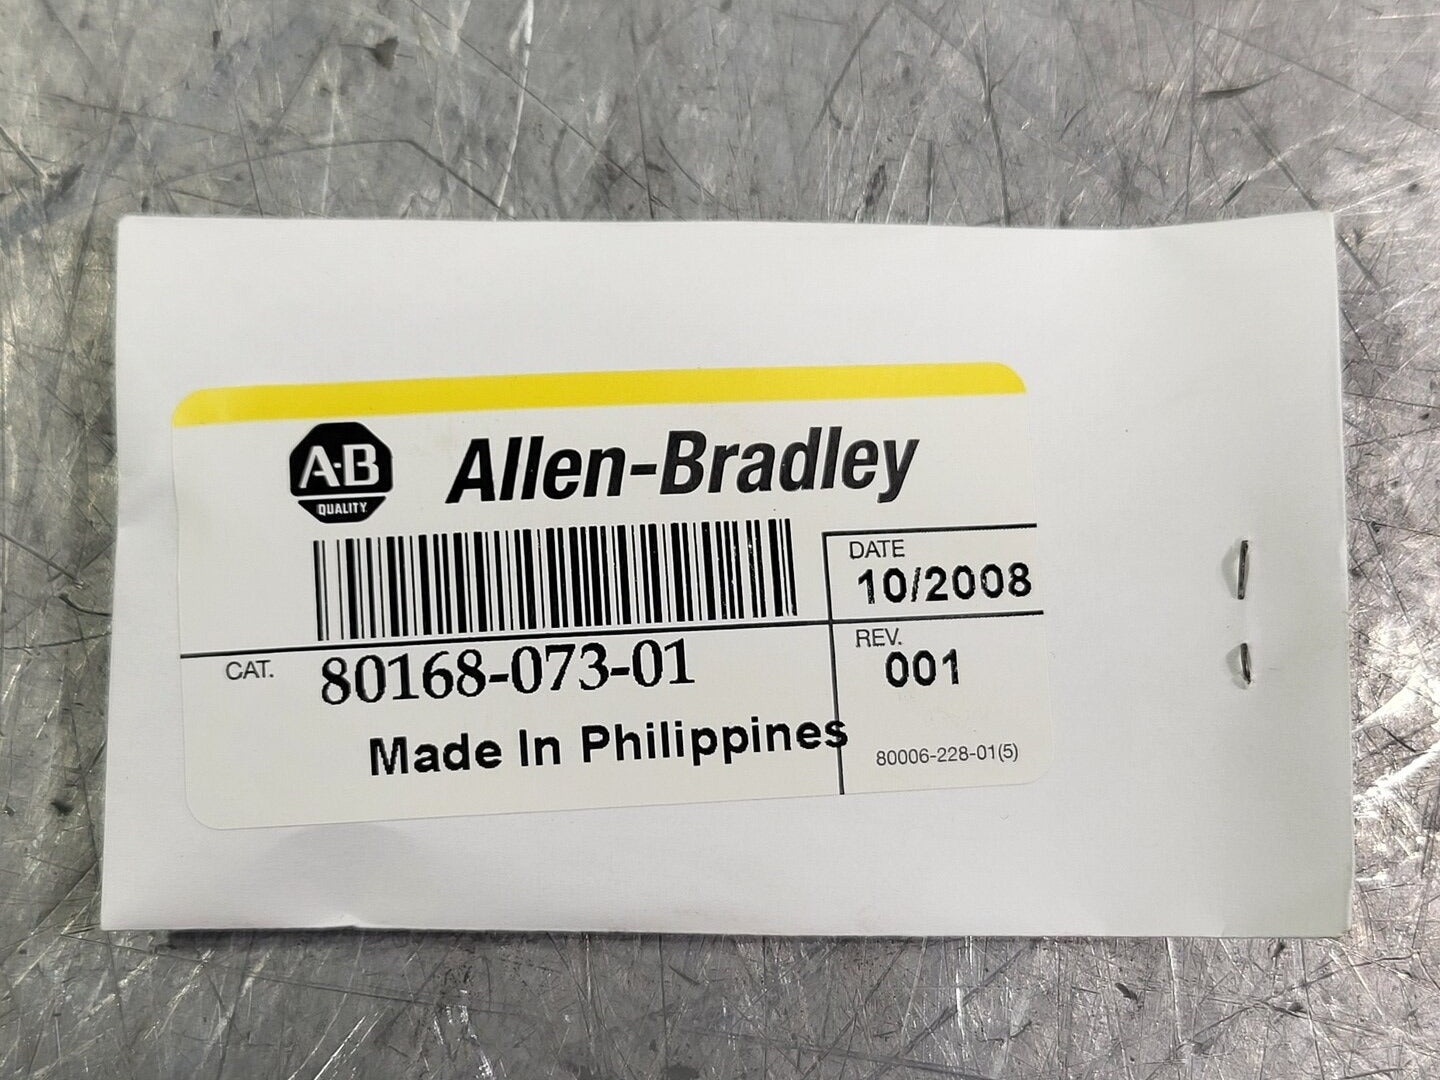 A-B
QUALITY
Allen-Bradley
DATE
10/2008
CAT. 80168-073-01
REV.
001
Made In Philippines
80006-228-01(5)